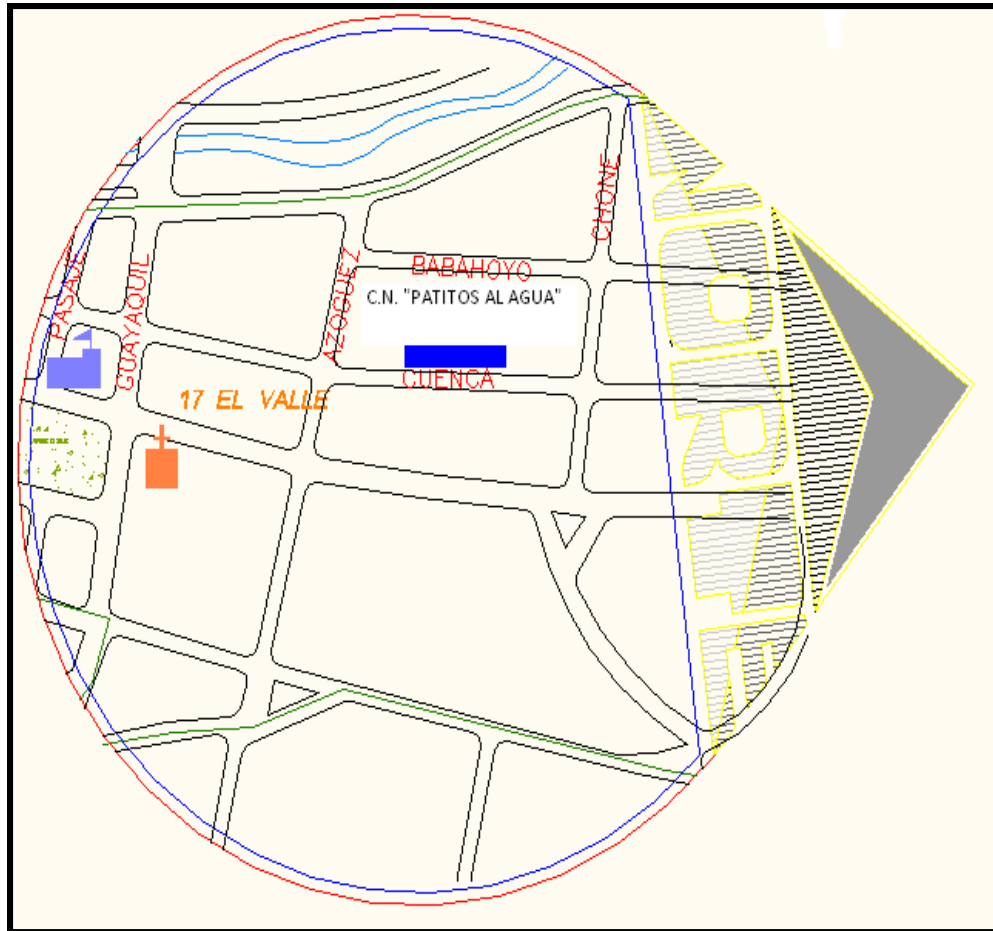 CHONE
NORTE
BABAHOYO
PASAJE
GUAYAQUIL
AZOGUEZ
C.N. "PATITOS AL AGUA"
CUENCA
17 EL VALLE